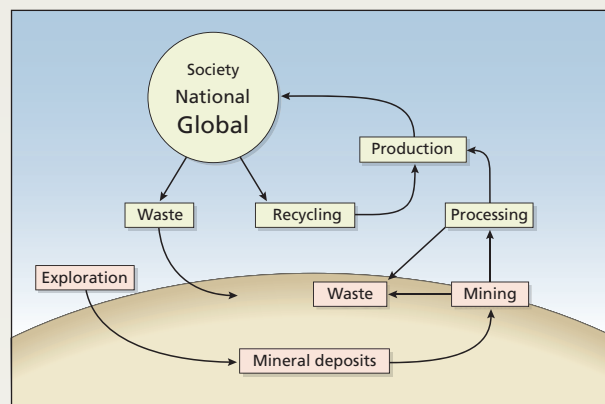 Society
National
Global
Production
Waste
Recycling
Processing
Exploration
Waste
Mining
Mineral deposits